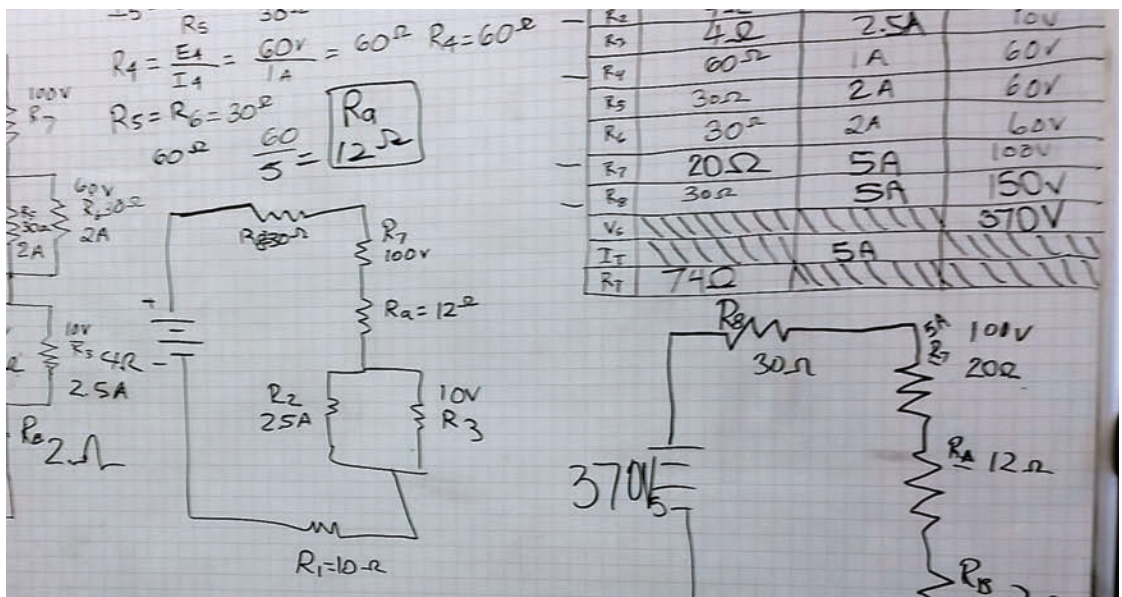 R5 30Ω
R4 = E4/I4 = 60V/1A = 60Ω R4=60Ω
R5 = R6 = 30Ω
60Ω 60/5 = Ra 12Ω
100V
R7
60V
R6 30Ω
2A
30Ω
2A
10V
R3 4Ω
2.5A
2Ω
+
-
30Ω
R7
100V
Ra = 12Ω
R2
25A
10V
R3
R1=10Ω
R2 10V
R3 4Ω 2.5A
R4 60Ω 1A 60V
R5 30Ω 2A 60V
R6 30Ω 2A 60V
R7 20Ω 5A 100V
R8 30Ω 5A 150V
Vs 370V
IT 5A
RT 74Ω
R8
30Ω
5A 100V
R7 20Ω
370V
RA 12Ω
RB